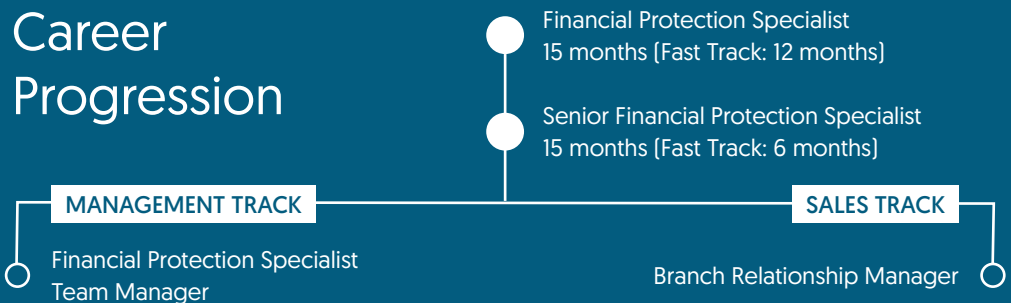 Career
Progression
Financial Protection Specialist
15 months (Fast Track: 12 months)
Senior Financial Protection Specialist
15 months (Fast Track: 6 months)
MANAGEMENT TRACK
SALES TRACK
Financial Protection Specialist
Team Manager
Branch Relationship Manager